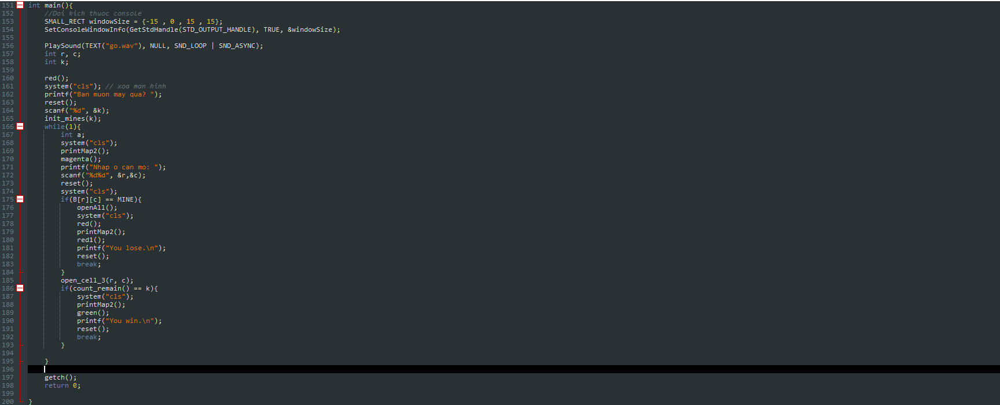 151 int main(){
152 //Doi kich thuoc console
153 SMALL_RECT windowSize = {-15 , 0 , 15 , 15};
154 SetConsoleWindowInfo(GetStdHandle(STD_OUTPUT_HANDLE), TRUE, &windowSize);
155
156 PlaySound(TEXT("go.wav"), NULL, SND_LOOP | SND_ASYNC);
157 int r, c;
158 int k;
159
160 red();
161 system("cls"); // xoa man hinh
162 printf("Ban muon may qua? ");
163 reset();
164 scanf("%d", &k);
165 init_mines(k);
166 while(1){
167 int a;
168 system("cls");
169 printMap2();
170 magenta();
171 printf("Nhap o can mo: ");
172 scanf("%d%d", &r,&c);
173 reset();
174 system("cls");
175 if(B[r][c] == MINE){
176 openAll();
177 system("cls");
178 red();
179 printMap2();
180 red1();
181 printf("You lose.\n");
182 reset();
183 break;
184 }
185 open_cell_3(r, c);
186 if(count_remain() == k){
187 system("cls");
188 printMap2();
189 green();
190 printf("You win.\n");
191 reset();
192 break;
193 }
194
195 }
196
197 getch();
198 return 0;
199
200 }